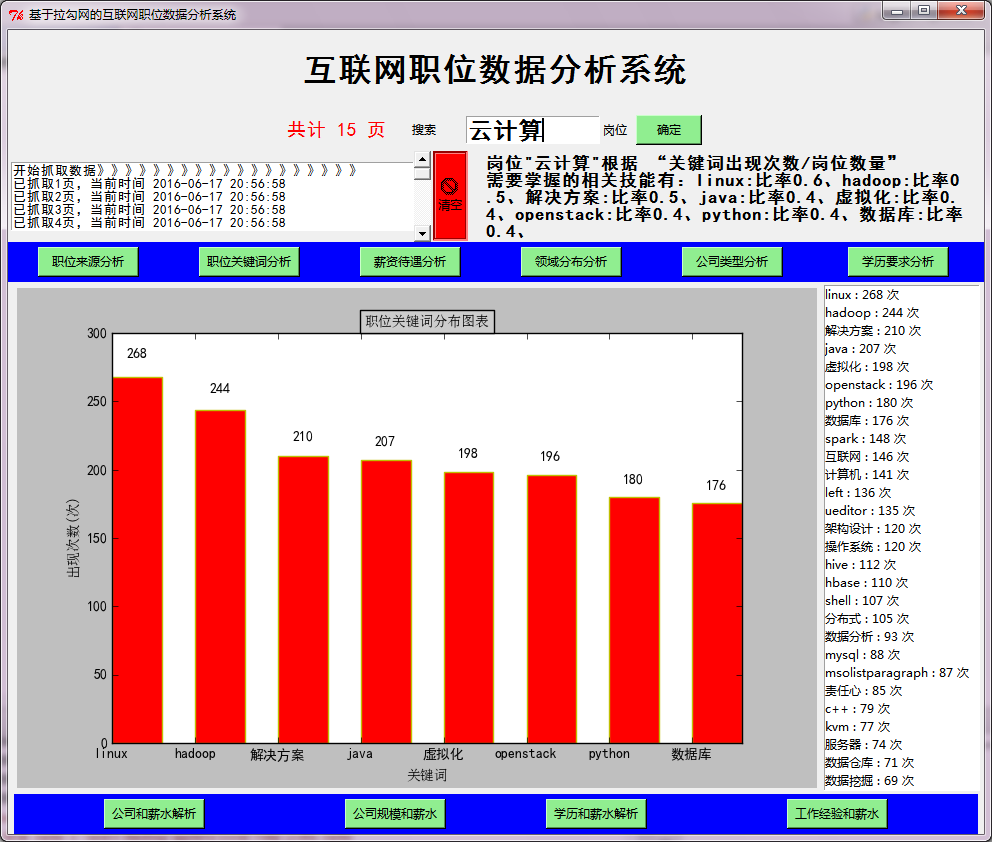 基于拉勾网的互联网职位数据分析系统
互联网职位数据分析系统
共计 15 页 搜索 云计算 岗位 确定
开始抓取数据》》》》》》》》》》》》》》》》》》》
已抓取1页，当前时间 2016-06-17 20:56:58
已抓取2页，当前时间 2016-06-17 20:56:58
已抓取3页，当前时间 2016-06-17 20:56:58
已抓取4页，当前时间 2016-06-17 20:56:58
清空
岗位"云计算"根据 “关键词出现次数/岗位数量”
需要掌握的相关技能有：linux:比率0.6、hadoop:比率0
.5、解决方案:比率0.5、java:比率0.4、虚拟化:比率0.
4、openstack:比率0.4、python:比率0.4、数据库:比率
0.4、
职位来源分析 职位关键词分析 薪资待遇分析 领域分布分析 公司类型分析 学历要求分析
职位关键词分布图表
300
250
200
150
100
50
0
出现次数(次)
268
244
210
207
198
196
180
176
linux hadoop 解决方案 java 虚拟化 openstack python 数据库
关键词
linux : 268 次
hadoop : 244 次
解决方案 : 210 次
java : 207 次
虚拟化 : 198 次
openstack : 196 次
python : 180 次
数据库 : 176 次
spark : 148 次
互联网 : 146 次
计算机 : 141 次
left : 136 次
ueditor : 135 次
架构设计 : 120 次
操作系统 : 120 次
hive : 112 次
hbase : 110 次
shell : 107 次
分布式 : 105 次
数据分析 : 93 次
mysql : 88 次
msolistparagraph : 87 次
责任心 : 85 次
c++ : 79 次
kvm : 77 次
服务器 : 74 次
数据仓库 : 71 次
数据挖掘 : 69 次
公司和薪水解析 公司规模和薪水 学历和薪水解析 工作经验和薪水